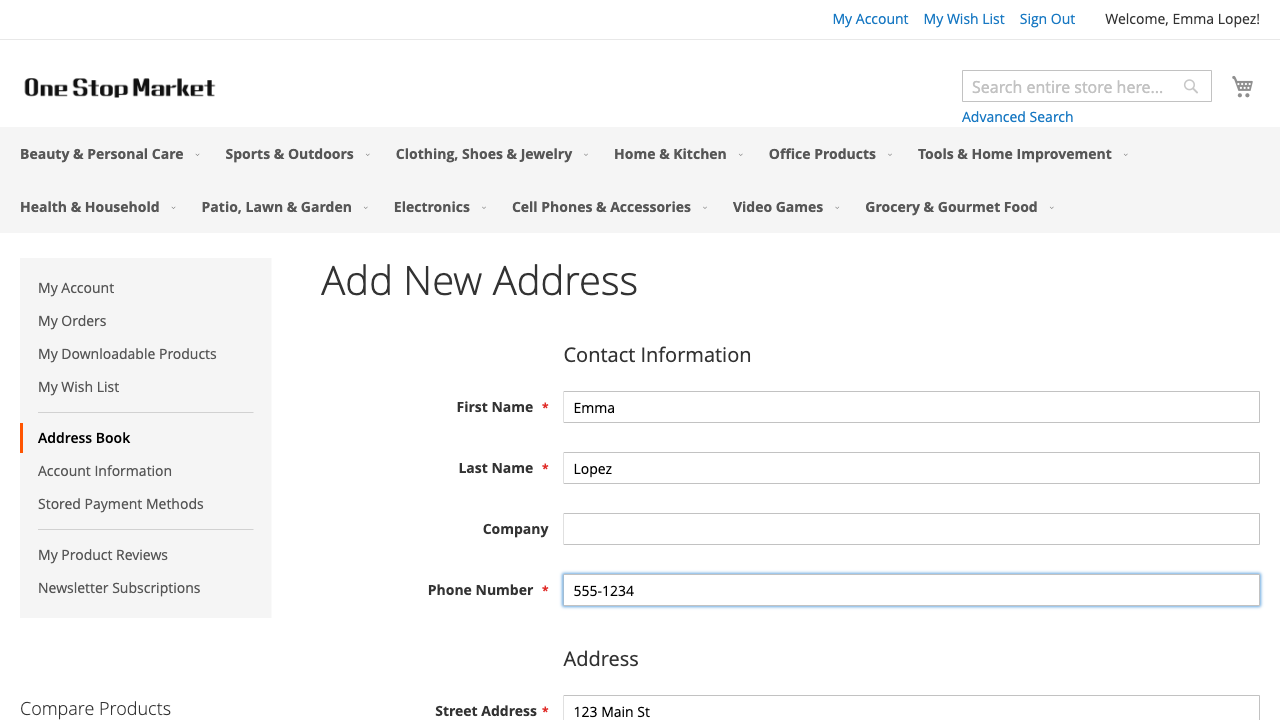 My Account My Wish List Sign Out Welcome, Emma Lopez!
One Stop Market
Search entire store here...
Advanced Search
Beauty & Personal Care Sports & Outdoors Clothing, Shoes & Jewelry Home & Kitchen Office Products Tools & Home Improvement
Health & Household Patio, Lawn & Garden Electronics Cell Phones & Accessories Video Games Grocery & Gourmet Food
My Account
My Orders
My Downloadable Products
My Wish List
Address Book
Account Information
Stored Payment Methods
My Product Reviews
Newsletter Subscriptions
Compare Products
Add New Address
Contact Information
First Name * Emma
Last Name * Lopez
Company
Phone Number * 555-1234
Address
Street Address * 123 Main St